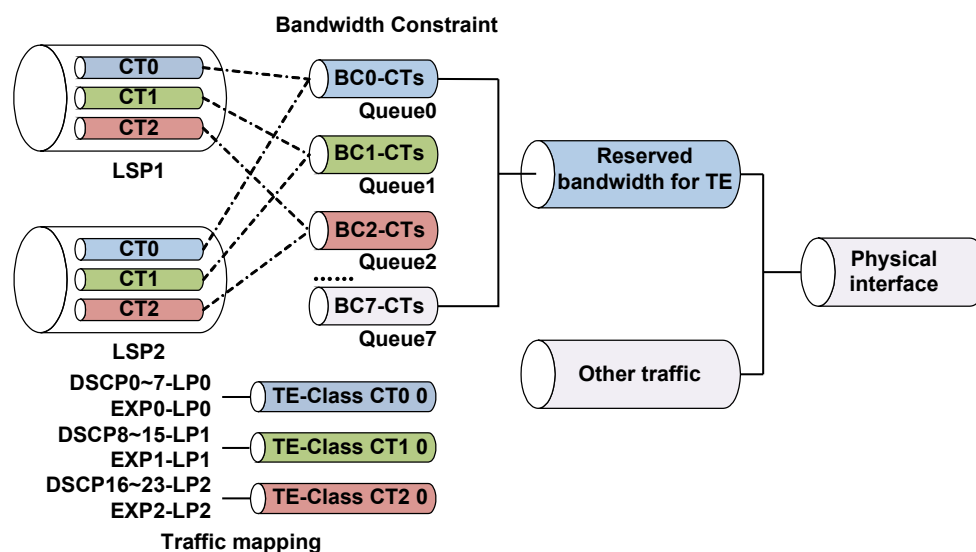 Bandwidth Constraint
CT0
CT1
CT2
LSP1
CT0
CT1
CT2
LSP2
BC0-CTs
Queue0
BC1-CTs
Queue1
BC2-CTs
Queue2
......
BC7-CTs
Queue7
Reserved
bandwidth for TE
Other traffic
Physical
interface
DSCP0~7-LP0
EXP0-LP0
TE-Class CT0 0
DSCP8~15-LP1
EXP1-LP1
TE-Class CT1 0
DSCP16~23-LP2
EXP2-LP2
TE-Class CT2 0
Traffic mapping